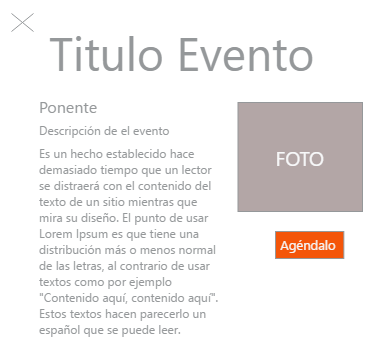 Titulo Evento
Ponente
Descripción de el evento
Es un hecho establecido hace
demasiado tiempo que un lector
se distraerá con el contenido del
texto de un sitio mientras que
mira su diseño. El punto de usar
Lorem Ipsum es que tiene una
distribución más o menos normal
de las letras, al contrario de usar
textos como por ejemplo
"Contenido aquí, contenido aquí".
Estos textos hacen parecerlo un
español que se puede leer.
FOTO
Agéndalo